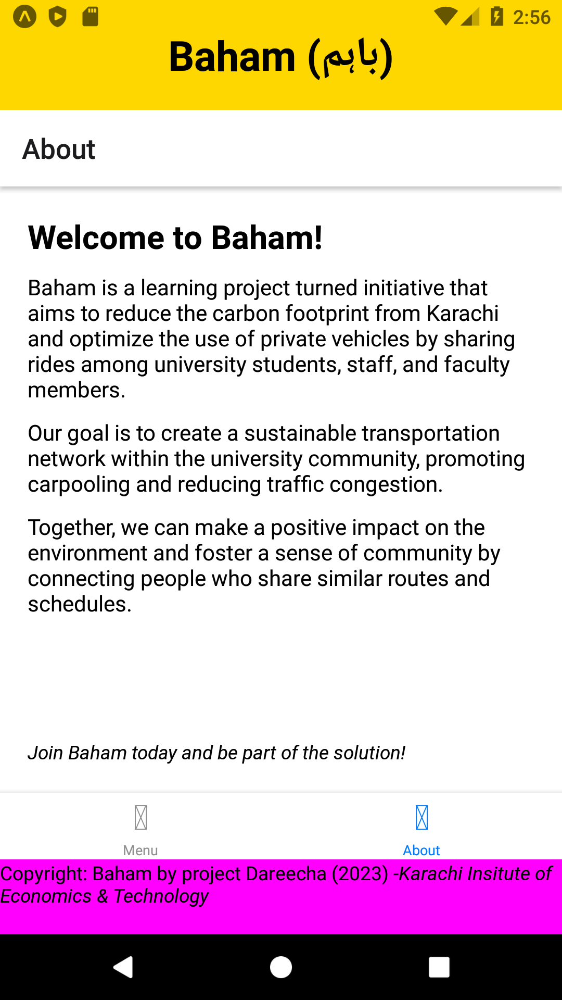 2:56
Baham (باہم)
About
Welcome to Baham!
Baham is a learning project turned initiative that
aims to reduce the carbon footprint from Karachi
and optimize the use of private vehicles by sharing
rides among university students, staff, and faculty
members.
Our goal is to create a sustainable transportation
network within the university community, promoting
carpooling and reducing traffic congestion.
Together, we can make a positive impact on the
environment and foster a sense of community by
connecting people who share similar routes and
schedules.
Join Baham today and be part of the solution!
Menu
About
Copyright: Baham by project Dareecha (2023) -Karachi Insitute of
Economics & Technology